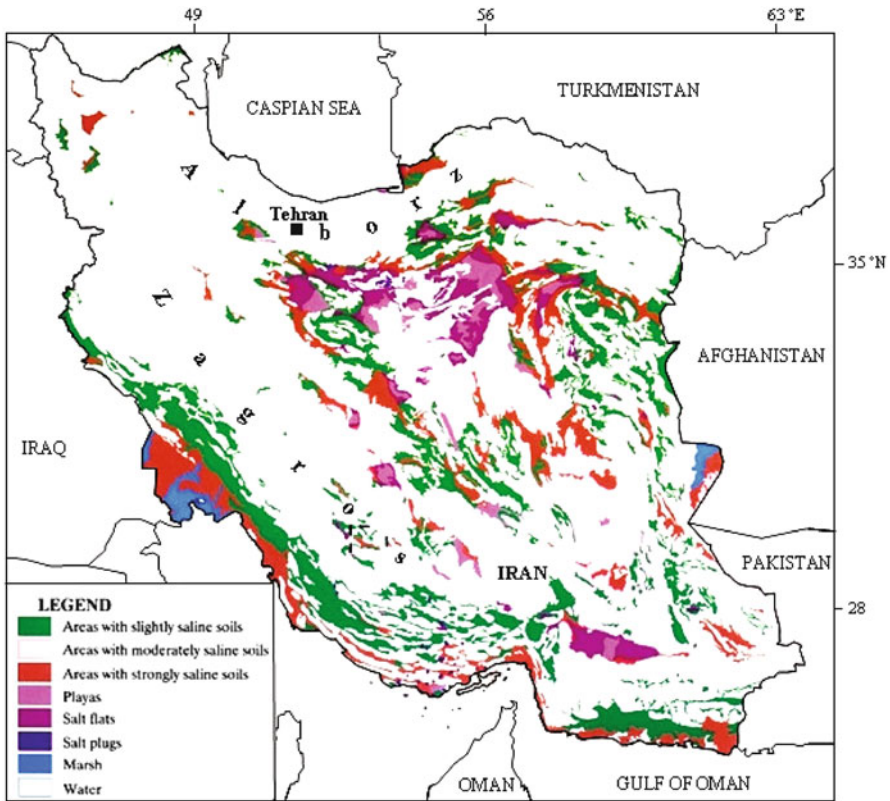 49 56 63°E
TURKMENISTAN
CASPIAN SEA
Alborz
Tehran
35°N
Zagros
AFGHANISTAN
IRAQ
PAKISTAN
IRAN
28
LEGEND
Areas with slightly saline soils
Areas with moderately saline soils
Areas with strongly saline soils
Playas
Salt flats
Salt plugs
Marsh
Water
OMAN
GULF OF OMAN